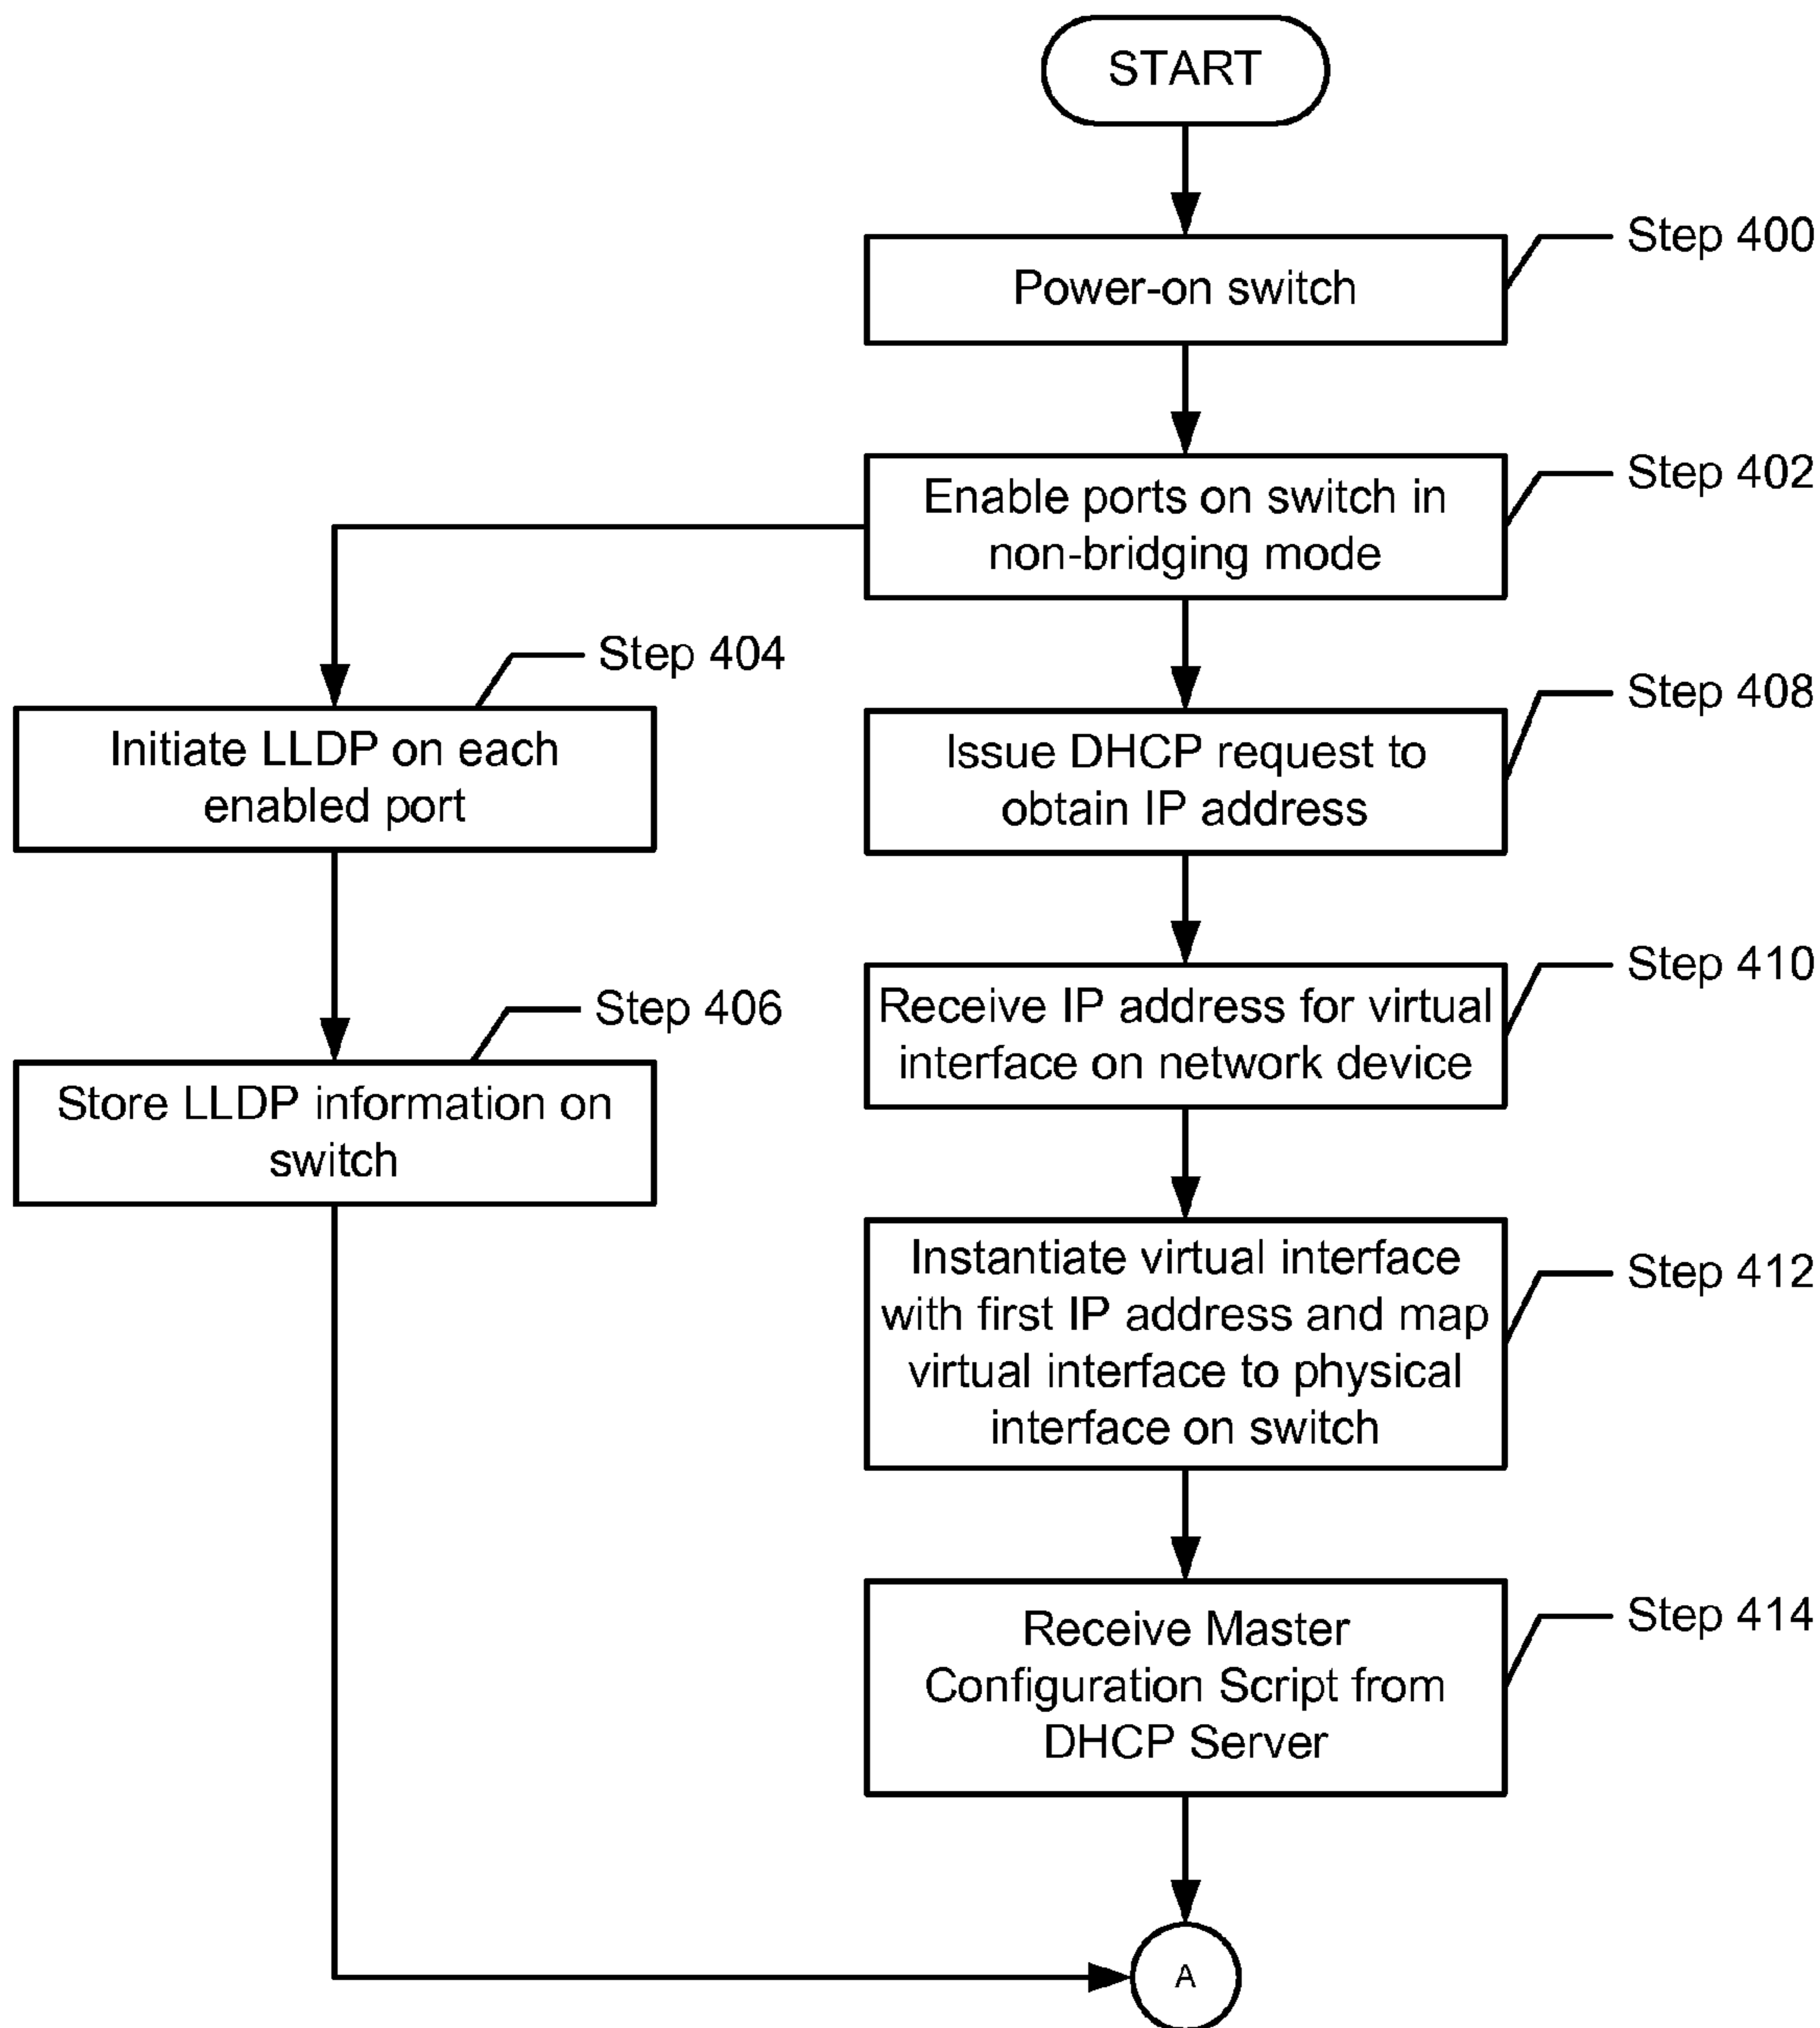 START
Step 400
Power-on switch
Step 402
Enable ports on switch in
non-bridging mode
Step 404
Initiate LLDP on each
enabled port
Step 406
Store LLDP information on
switch
Step 408
Issue DHCP request to
obtain IP address
Step 410
Receive IP address for virtual
interface on network device
Step 412
Instantiate virtual interface
with first IP address and map
virtual interface to physical
interface on switch
Step 414
Receive Master
Configuration Script from
DHCP Server
A